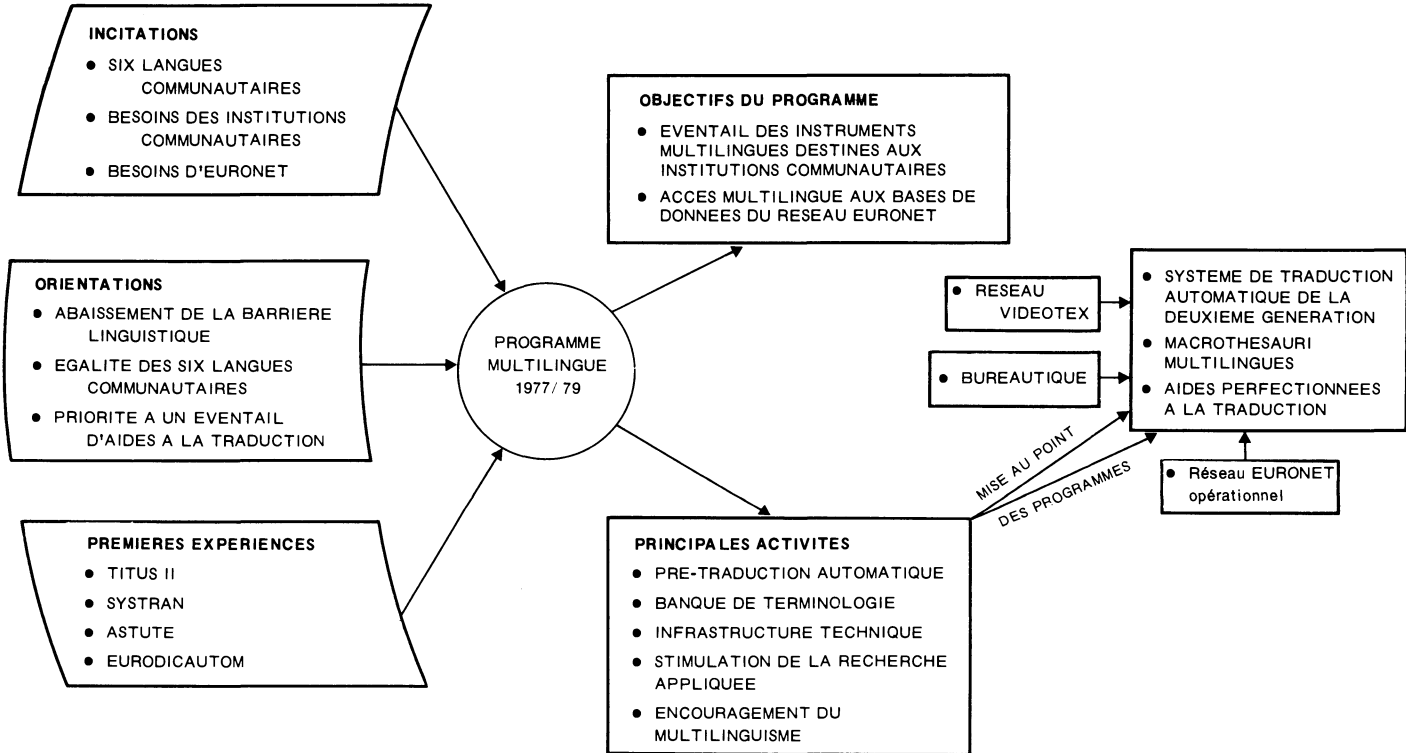 INCITATIONS
● SIX LANGUES
COMMUNAUTAIRES
● BESOINS DES INSTITUTIONS
COMMUNAUTAIRES
● BESOINS D'EURONET
ORIENTATIONS
● ABAISSEMENT DE LA BARRIERE
LINGUISTIQUE
● EGALITE DES SIX LANGUES
COMMUNAUTAIRES
● PRIORITE A UN EVENTAIL
D'AIDES A LA TRADUCTION
PREMIERES EXPERIENCES
● TITUS II
● SYSTRAN
● ASTUTE
● EURODICAUTOM
PROGRAMME
MULTILINGUE
1977/79
OBJECTIFS DU PROGRAMME
● EVENTAIL DES INSTRUMENTS
MULTILINGUES DESTINES AUX
INSTITUTIONS COMMUNAUTAIRES
● ACCES MULTILINGUE AUX BASES DE
DONNEES DU RESEAU EURONET
PRINCIPALES ACTIVITES
● PRE-TRADUCTION AUTOMATIQUE
● BANQUE DE TERMINOLOGIE
● INFRASTRUCTURE TECHNIQUE
● STIMULATION DE LA RECHERCHE
APPLIQUEE
● ENCOURAGEMENT DU
MULTILINGUISME
MISE AU POINT
DES PROGRAMMES
● RESEAU
VIDEOTEX
● BUREAUTIQUE
● SYSTEME DE TRADUCTION
AUTOMATIQUE DE LA
DEUXIEME GENERATION
● MACROTHESAURI
MULTILINGUES
● AIDES PERFECTIONNEES
A LA TRADUCTION
● Réseau EURONET
opérationnel